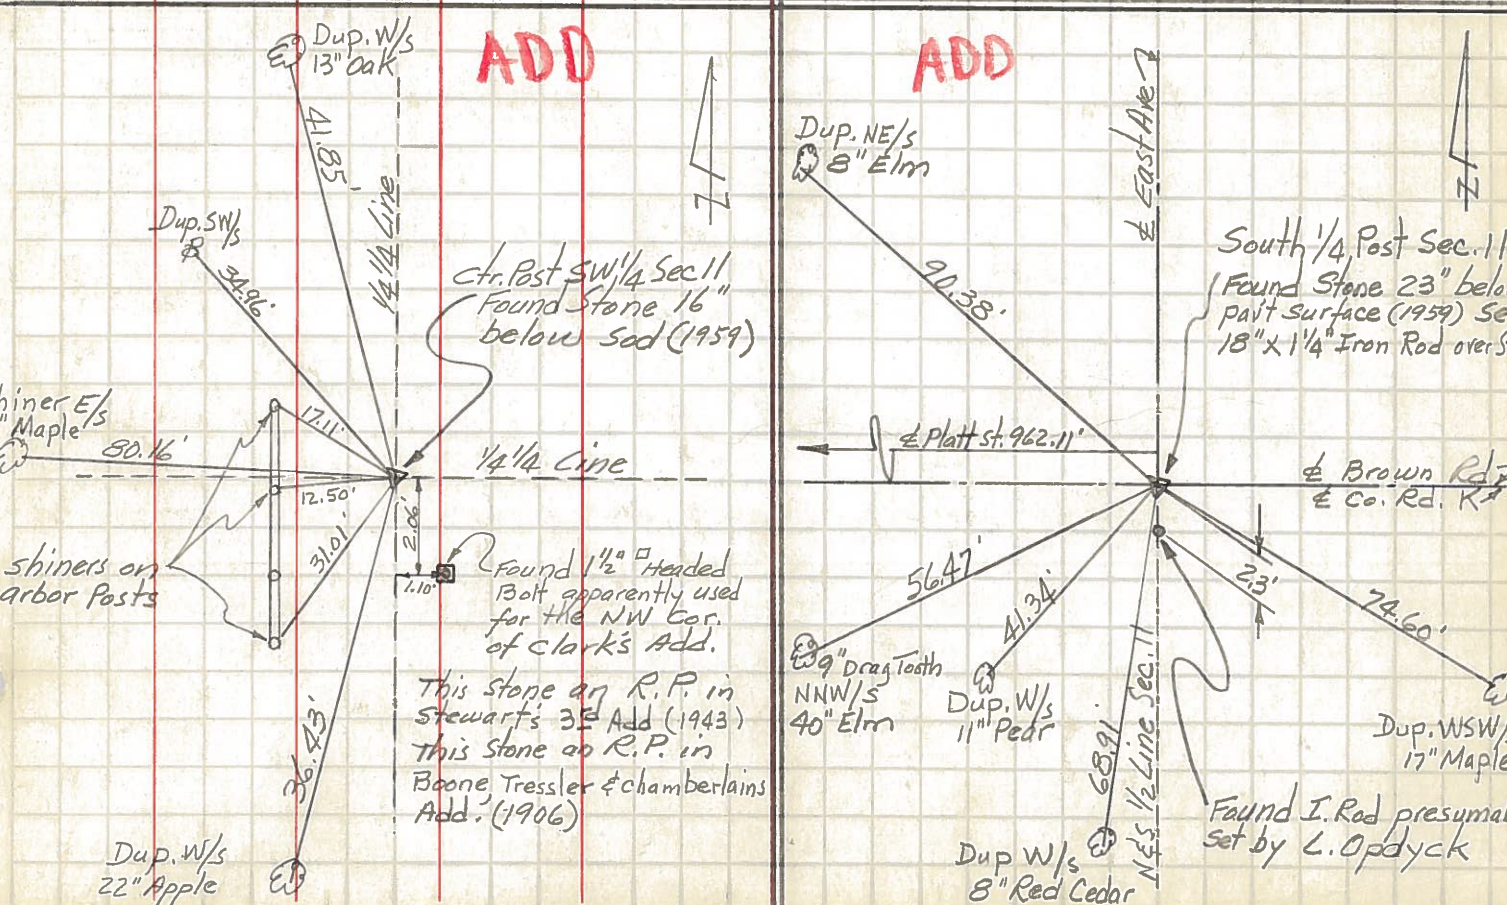 Dup. W/s
13" Oak
ADD
41.85'
1/4 1/4 Line
Dup. SW/s
34.96'
Ctr. Post SW 1/4 Sec 11
Found Stone 16"
below Sod (1959)
E/s
Maple
80.16'
17.11'
12.50'
31.01'
1/4 1/4 Line
2.06'
1.10'
shiners on
arbor Posts
Found 1 1/2" □ Headed
Bolt apparently used
for the NW Cor.
of Clark's Add.
This Stone an R.P. in
Stewart's 3rd Add (1943)
This Stone an R.P. in
Boone, Tressler & Chamberlains
Add. (1906)
36.43'
Dup. W/s
22" Apple
N
ADD
Dup. NE/s
8" Elm
℄ East Ave
90.38'
South 1/4 Post Sec. 11
Found Stone 23" belo
pav't Surface (1959) Se
18" X 1 1/4" Iron Rod over S
N
℄ Platt St. 962.11'
℄ Brown Rd
℄ Co. Rd. K
56.47'
41.34'
68.91'
2.3'
74.60'
9" Drag Tooth
NNW/s
40" Elm
Dup. W/s
11" Pear
N & S 1/2 Line Sec. 11
Dup. WSW/
17" Maple
Found I. Rod presuma
set by L. Opdyck
Dup W/s
8" Red Cedar